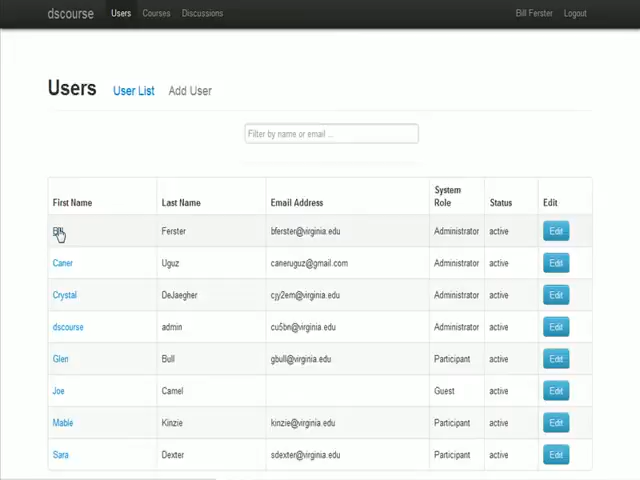 dscourse Users Courses Discussions Bill Ferster Logout
Users User List Add User
Filter by name or email ...
First Name Last Name Email Address System Role Status Edit
Bill Ferster bferster@virginia.edu Administrator active Edit
Caner Uguz caneruguz@gmail.com Administrator active Edit
Crystal DeJaegher cjy2em@virginia.edu Administrator active Edit
dscourse admin cu5bn@virginia.edu Administrator active Edit
Glen Bull gbull@virginia.edu Participant active Edit
Joe Camel Guest active Edit
Mable Kinzie kinzie@virginia.edu Participant active Edit
Sara Dexter sdexter@virginia.edu Participant active Edit